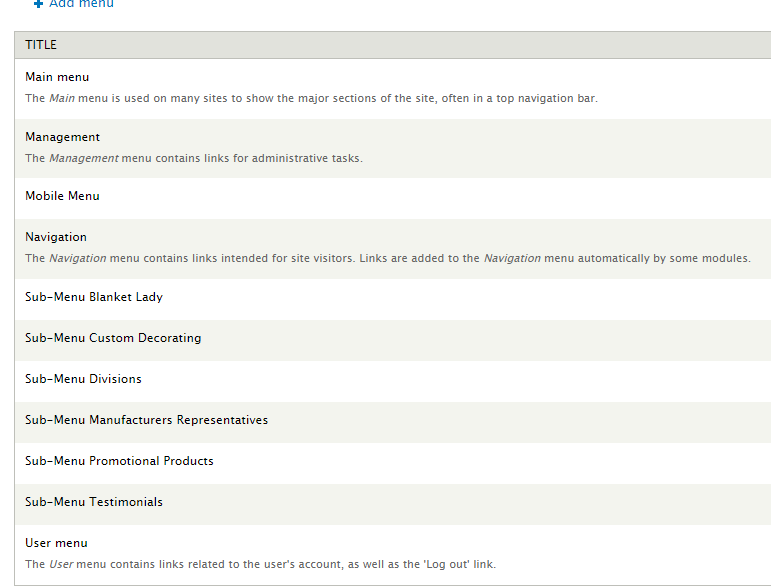 Add menu
TITLE
Main menu
The Main menu is used on many sites to show the major sections of the site, often in a top navigation bar.
Management
The Management menu contains links for administrative tasks.
Mobile Menu
Navigation
The Navigation menu contains links intended for site visitors. Links are added to the Navigation menu automatically by some modules.
Sub-Menu Blanket Lady
Sub-Menu Custom Decorating
Sub-Menu Divisions
Sub-Menu Manufacturers Representatives
Sub-Menu Promotional Products
Sub-Menu Testimonials
User menu
The User menu contains links related to the user's account, as well as the 'Log out' link.